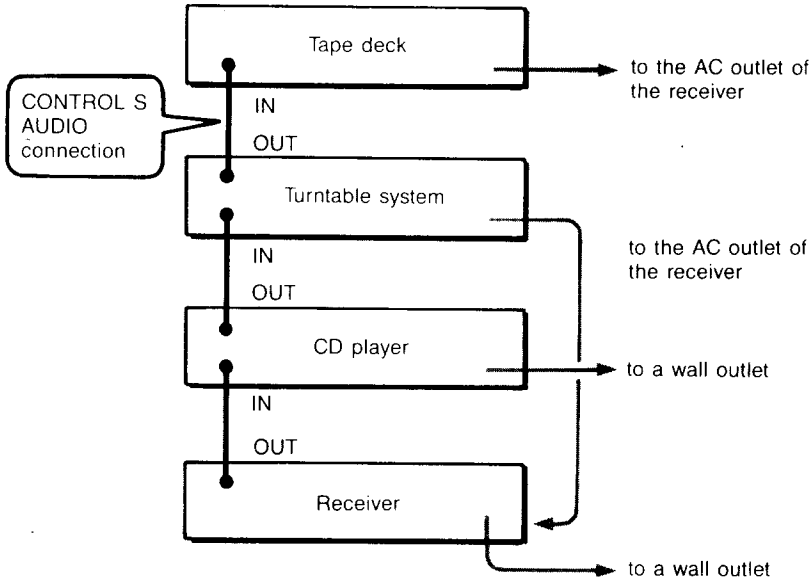 Tape deck
to the AC outlet of
the receiver
CONTROL S
AUDIO
connection
IN
OUT
Turntable system
to the AC outlet of
the receiver
IN
OUT
CD player
to a wall outlet
IN
OUT
Receiver
to a wall outlet